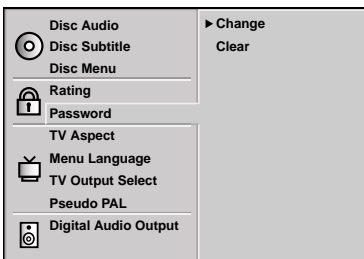 Disc Audio
Disc Subtitle
Disc Menu
Rating
Password
TV Aspect
Menu Language
TV Output Select
Pseudo PAL
Digital Audio Output
Change
Clear